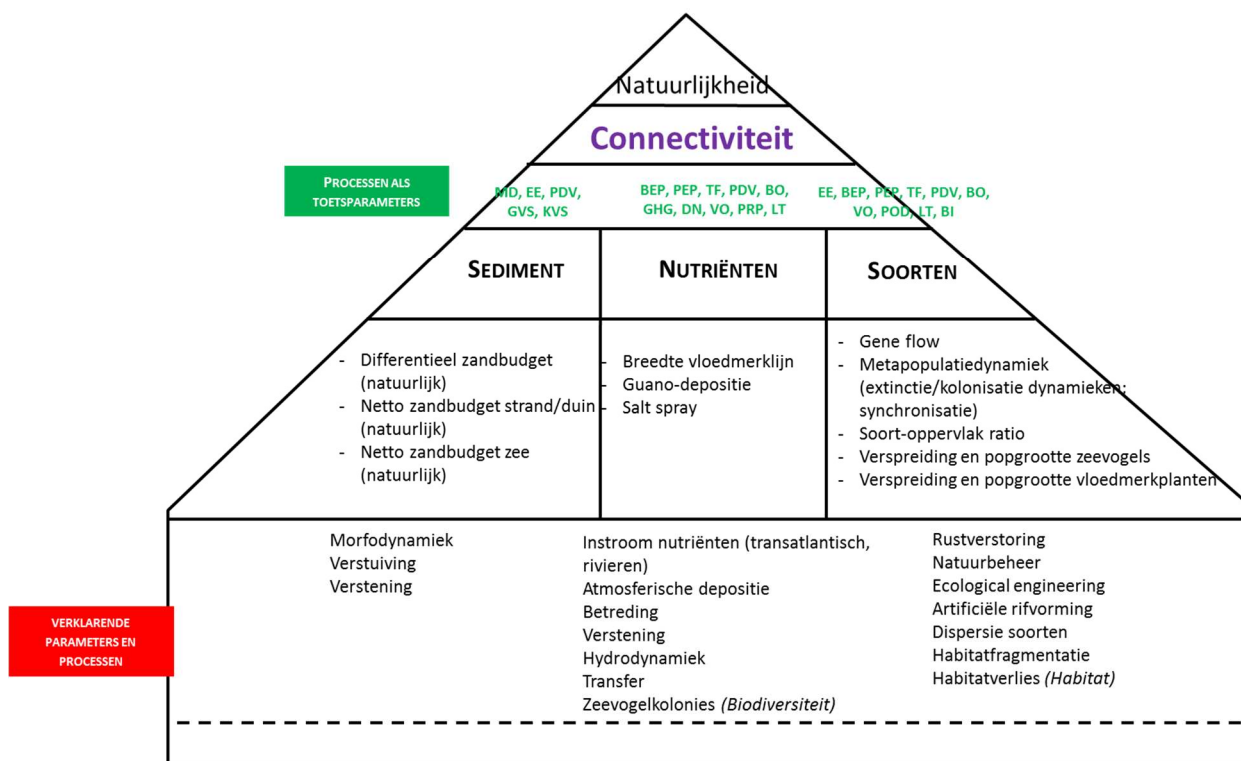 Natuurlijkheid
Connectiviteit
PROCESSEN ALS
TOETSPARAMETERS
MD, EE, PDV,
GVS, KVS
BEP, PEP, TF, PDV, BO,
GHG, DN, VO, PRP, LT
EE, BEP, PEP, TF, PDV, BO,
VO, POD, LT, BI
SEDIMENT
NUTRIËNTEN
SOORTEN
- Differentieel zandbudget
(natuurlijk)
- Netto zandbudget strand/duin
(natuurlijk)
- Netto zandbudget zee
(natuurlijk)
- Breedte vloedmerklijn
- Guano-depositie
- Salt spray
- Gene flow
- Metapopulatiedynamiek
(extinctie/kolonisatie dynamieken;
synchronisatie)
- Soort-oppervlak ratio
- Verspreiding en popgrootte zeevogels
- Verspreiding en popgrootte vloedmerkplanten
VERKLARENDE
PARAMETERS EN
PROCESSEN
Morfodynamiek
Verstuiving
Verstening
Instroom nutriënten (transatlantisch,
rivieren)
Atmosferische depositie
Betreding
Verstening
Hydrodynamiek
Transfer
Zeevogelkolonies (Biodiversiteit)
Rustverstoring
Natuurbeheer
Ecological engineering
Artificiële rifvorming
Dispersie soorten
Habitatfragmentatie
Habitatverlies (Habitat)